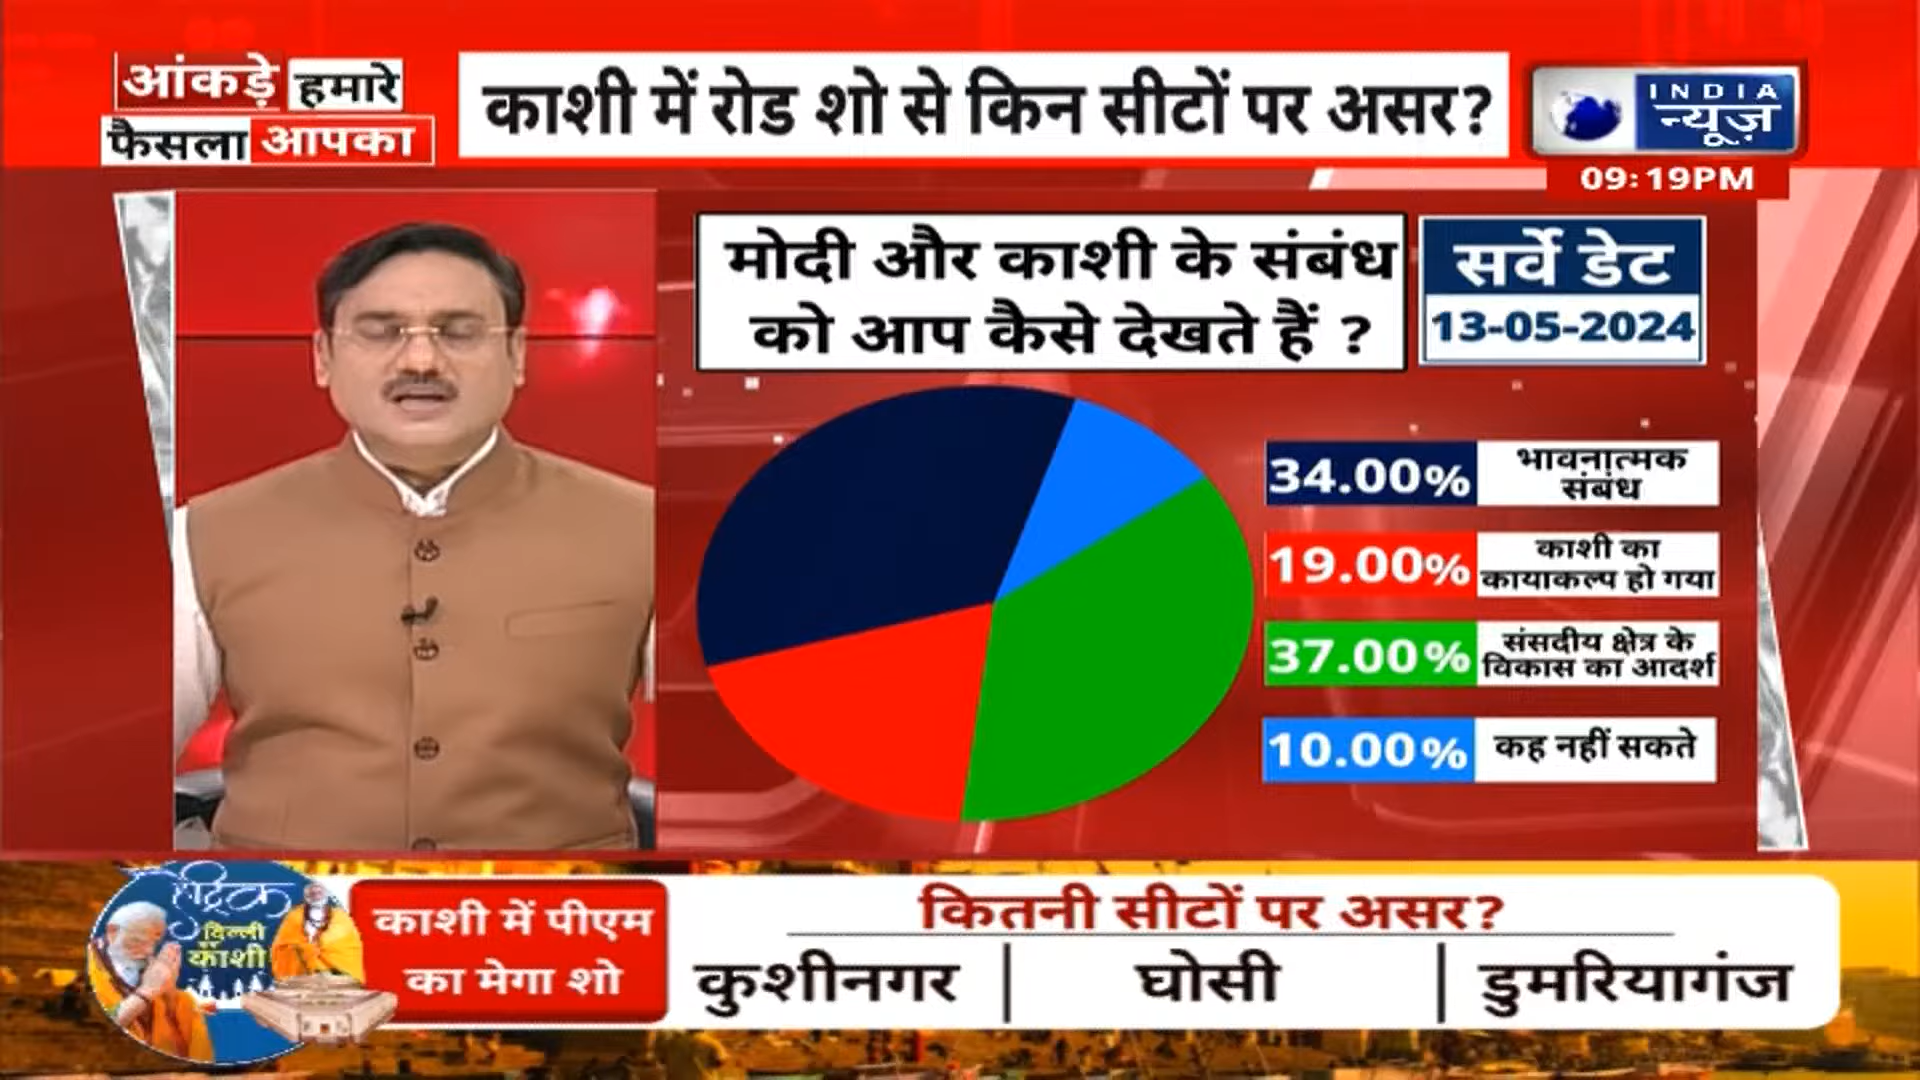 आंकड़े हमारे
फैसला आपका
काशी में रोड शो से किन सीटों पर असर?
INDIA
न्यूज़
09:19PM
मोदी और काशी के संबंध
को आप कैसे देखते हैं ?
सर्वे डेट
13-05-2024
34.00%
भावनात्मक
संबंध
19.00%
काशी का
कायाकल्प हो गया
37.00%
संसदीय क्षेत्र के
विकास का आदर्श
10.00%
कह नहीं सकते
हैट्रिक
दिल्ली
काशी
काशी में पीएम
का मेगा शो
कितनी सीटों पर असर?
कुशीनगर
घोसी
डुमरियागंज